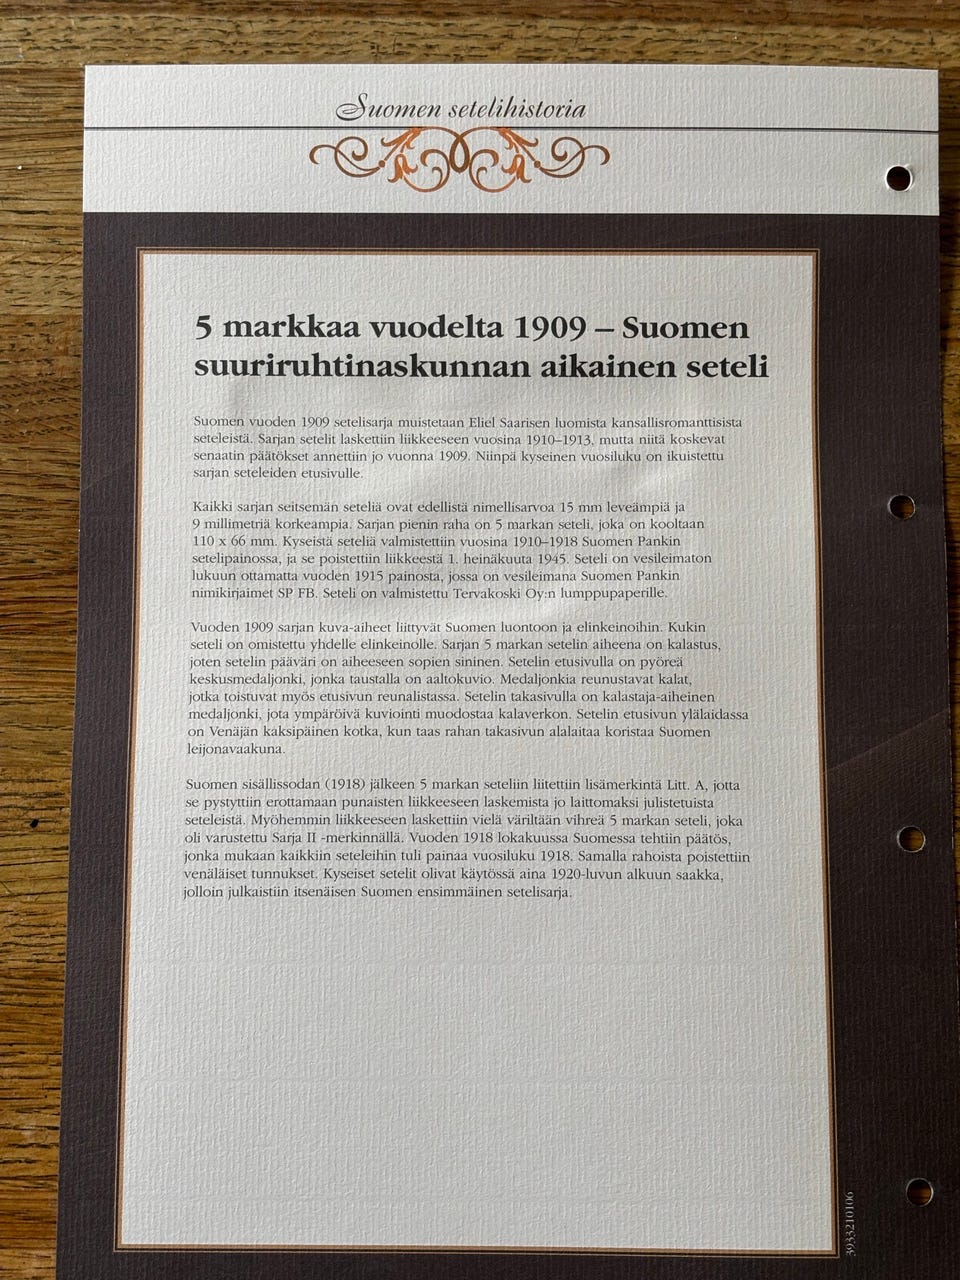 Suomen setelihistoria
5 markkaa vuodelta 1909 – Suomen
suuriruhtinaskunnan aikainen seteli
Suomen vuoden 1909 setelisarja muistetaan Eliel Saarisen luomista kansallisromanttisista
seteleistä. Sarjan setelit laskettiin liikkeeseen vuosina 1910–1913, mutta niitä koskevat
senaatin päätökset annettiin jo vuonna 1909. Niinpä kyseinen vuosiluku on ikuistettu
sarjan seteleiden etusivulle.
Kaikki sarjan seitsemän seteliä ovat edellistä nimellisarvoa 15 mm leveämpiä ja
9 millimetriä korkeampia. Sarjan pienin raha on 5 markan seteli, joka on kooltaan
110 x 66 mm. Kyseistä seteliä valmistettiin vuosina 1910–1918 Suomen Pankin
setelipainossa, ja se poistettiin liikkeestä 1. heinäkuuta 1945. Seteli on vesileimaton
lukuun ottamatta vuoden 1915 painosta, jossa on vesileimana Suomen Pankin
nimikirjaimet SP FB. Seteli on valmistettu Tervakoski Oy:n lumppupaperille.
Vuoden 1909 sarjan kuva-aiheet liittyvät Suomen luontoon ja elinkeinoihin. Kukin
seteli on omistettu yhdelle elinkeinolle. Sarjan 5 markan setelin aiheena on kalastus,
joten setelin pääväri on aiheeseen sopien sininen. Setelin etusivulla on pyöreä
keskusmedaljonki, jonka taustalla on aaltokuvio. Medaljonkia reunustavat kalat,
jotka toistuvat myös etusivun reunalistassa. Setelin takasivulla on kalastaja-aiheinen
medaljonki, jota ympäröivä kuviointi muodostaa kalaverkon. Setelin etusivun ylälaidassa
on Venäjän kaksipäinen kotka, kun taas rahan takasivun alalaitaa koristaa Suomen
leijonavaakuna.
Suomen sisällissodan (1918) jälkeen 5 markan seteliin liitettiin lisämerkintä Litt. A, jotta
se pystyttiin erottamaan punaisten liikkeeseen laskemista jo laittomaksi julistetuista
seteleistä. Myöhemmin liikkeeseen laskettiin vielä väriltään vihreä 5 markan seteli, joka
oli varustettu Sarja II -merkinnällä. Vuoden 1918 lokakuussa Suomessa tehtiin päätös,
jonka mukaan kaikkiin seteleihin tuli painaa vuosiluku 1918. Samalla rahoista poistettiin
venäläiset tunnukset. Kyseiset setelit olivat käytössä aina 1920-luvun alkuun saakka,
jolloin julkaistiin itsenäisen Suomen ensimmäinen setelisarja.
3933210106